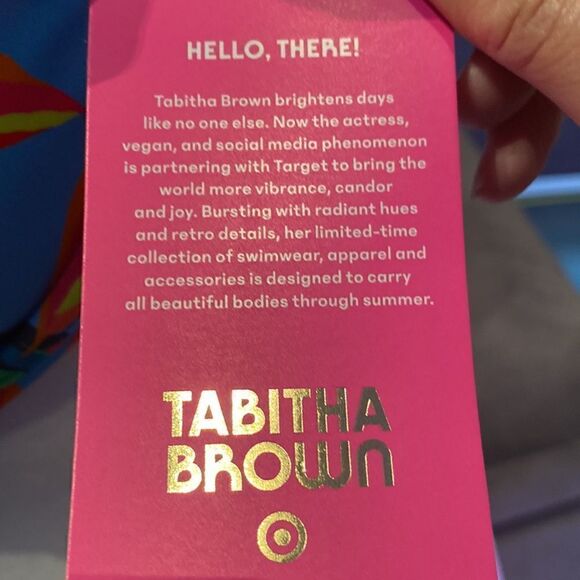 HELLO, THERE!
Tabitha Brown brightens days
like no one else. Now the actress,
vegan, and social media phenomenon
is partnering with Target to bring the
world more vibrance, candor
and joy. Bursting with radiant hues
and retro details, her limited-time
collection of swimwear, apparel and
accessories is designed to carry
all beautiful bodies through summer.
TABITHA
BROWN